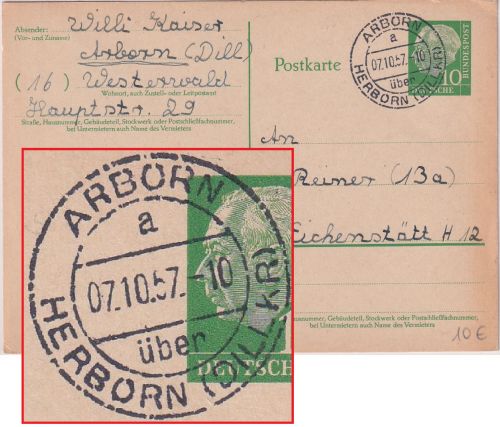 Absender: Willi Kaiser
(Vor- und Zuname)
Arborn (Dill)
(16) Westerwald
Wohnort, auch Zustell- oder Leitpostamt
Hauptstr. 29
Straße, Hausnummer, Gebäudeteil, Stockwerk oder Postschließfachnummer,
bei Untermietern auch Name des Vermieters
Postkarte
ARBORN
a
07.10.57.-10
über
HERBORN (DILLKR)
10
DEUTSCHE
BUNDESPOST
An
Reiner (13a)
Eichenstätt H 12
ausnummer, Gebäudeteil, Stockwerk oder Postschließfachnummer,
bei Untermietern auch Name des Vermieters
10€
ARBORN
a
07.10.57.-10
über
HERBORN (DILLKR)
DEUTSCH